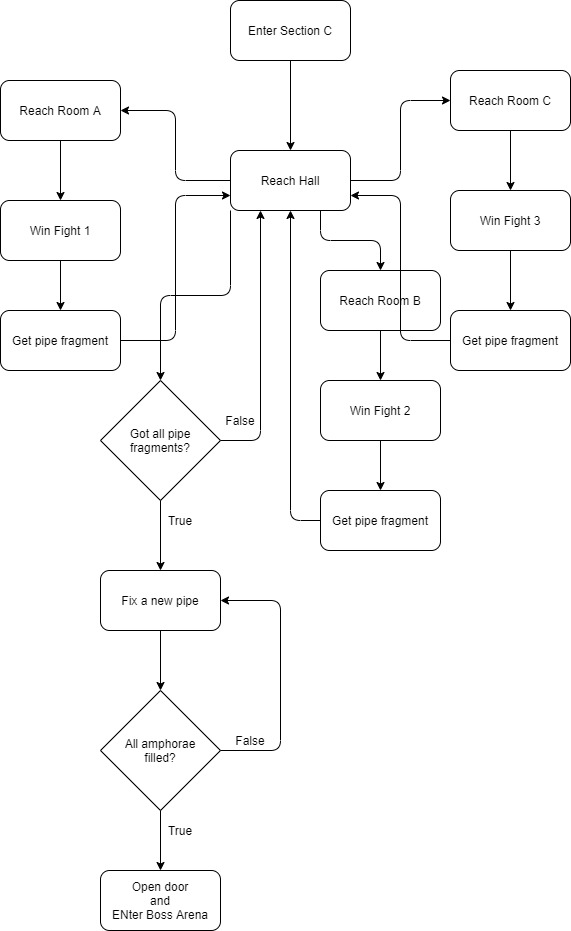 Enter Section C
Reach Room A
Reach Room C
Reach Hall
Win Fight 1
Win Fight 3
Reach Room B
Get pipe fragment
Get pipe fragment
Win Fight 2
Got all pipe
fragments?
False
Get pipe fragment
True
Fix a new pipe
All amphorae
filled?
False
True
Open door
and
ENter Boss Arena